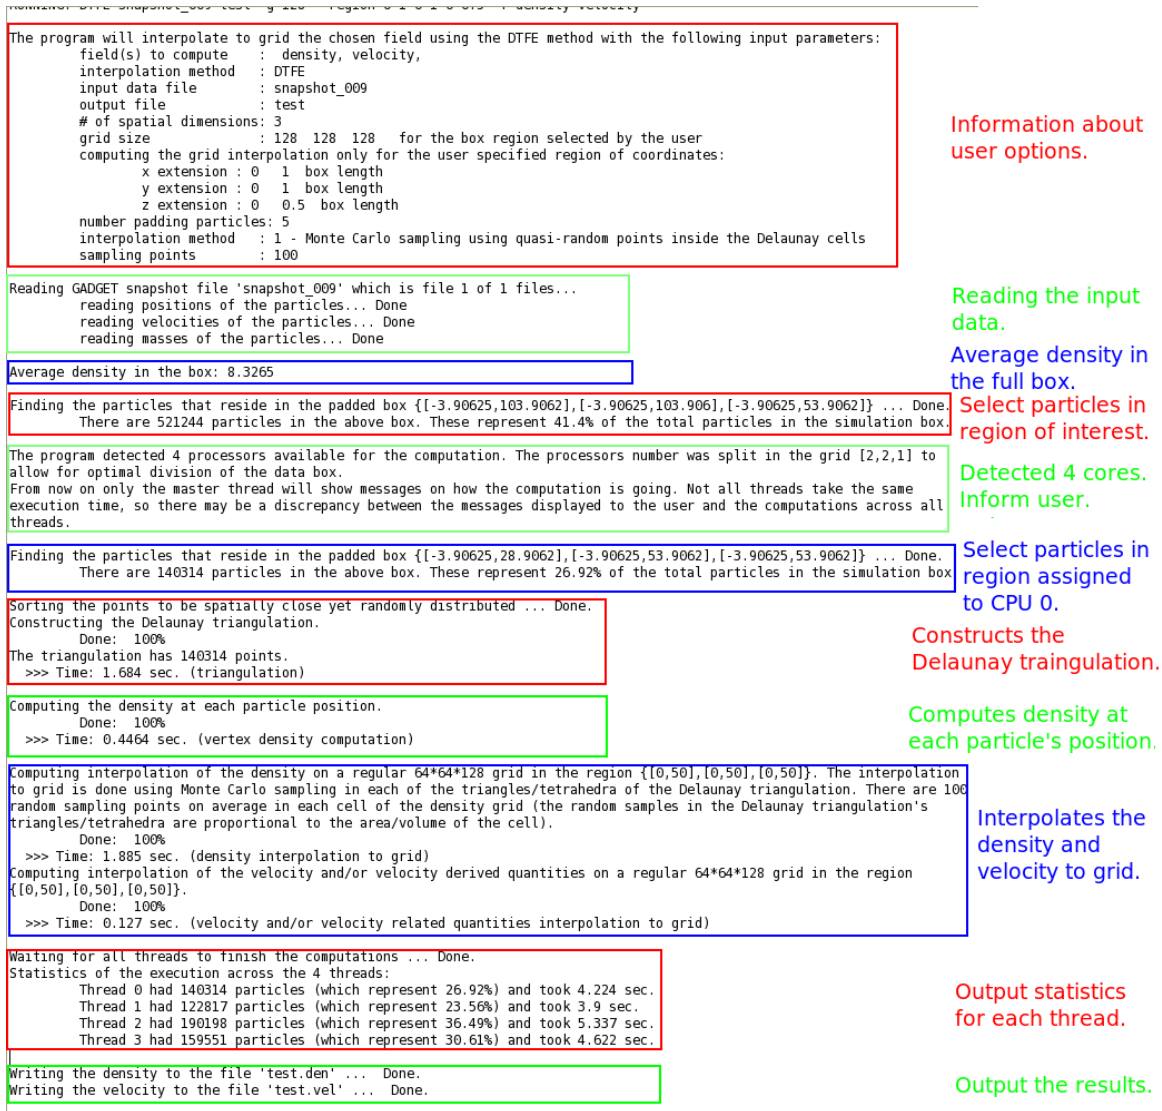 The program will interpolate to grid the chosen field using the DTFE method with the following input parameters:
field(s) to compute    :  density, velocity,
interpolation method   : DTFE
input data file        : snapshot_009
output file            : test
# of spatial dimensions: 3
grid size              : 128  128  128   for the box region selected by the user
computing the grid interpolation only for the user specified region of coordinates:
x extension : 0   1  box length
y extension : 0   1  box length
z extension : 0   0.5  box length
number padding particles: 5
interpolation method   : 1 - Monte Carlo sampling using quasi-random points inside the Delaunay cells
sampling points        : 100
Information about
user options.
Reading GADGET snapshot file 'snapshot_009' which is file 1 of 1 files...
reading positions of the particles... Done
reading velocities of the particles... Done
reading masses of the particles... Done
Reading the input
data.
Average density in the box: 8.3265
Average density in
the full box.
Finding the particles that reside in the padded box {[-3.90625,103.9062],[-3.90625,103.906],[-3.90625,53.9062]} ... Done.
There are 521244 particles in the above box. These represent 41.4% of the total particles in the simulation box.
Select particles in
region of interest.
The program detected 4 processors available for the computation. The processors number was split in the grid [2,2,1] to
allow for optimal division of the data box.
From now on only the master thread will show messages on how the computation is going. Not all threads take the same
execution time, so there may be a discrepancy between the messages displayed to the user and the computations across all
threads.
Detected 4 cores.
Inform user.
Finding the particles that reside in the padded box {[-3.90625,28.9062],[-3.90625,53.9062],[-3.90625,53.9062]} ... Done.
There are 140314 particles in the above box. These represent 26.92% of the total particles in the simulation box
Select particles in
region assigned
to CPU 0.
Sorting the points to be spatially close yet randomly distributed ... Done.
Constructing the Delaunay triangulation.
Done:  100%
The triangulation has 140314 points.
>>> Time: 1.684 sec. (triangulation)
Constructs the
Delaunay traingulation.
Computing the density at each particle position.
Done:  100%
>>> Time: 0.4464 sec. (vertex density computation)
Computes density at
each particle's position.
Computing interpolation of the density on a regular 64*64*128 grid in the region {[0,50],[0,50],[0,50]}. The interpolation
to grid is done using Monte Carlo sampling in each of the triangles/tetrahedra of the Delaunay triangulation. There are 100
random sampling points on average in each cell of the density grid (the random samples in the Delaunay triangulation's
triangles/tetrahedra are proportional to the area/volume of the cell).
Done:  100%
>>> Time: 1.885 sec. (density interpolation to grid)
Computing interpolation of the velocity and/or velocity derived quantities on a regular 64*64*128 grid in the region
{[0,50],[0,50],[0,50]}.
Done:  100%
>>> Time: 0.127 sec. (velocity and/or velocity related quantities interpolation to grid)
Interpolates the
density and
velocity to grid.
Waiting for all threads to finish the computations ... Done.
Statistics of the execution across the 4 threads:
Thread 0 had 140314 particles (which represent 26.92%) and took 4.224 sec.
Thread 1 had 122817 particles (which represent 23.56%) and took 3.9 sec.
Thread 2 had 190198 particles (which represent 36.49%) and took 5.337 sec.
Thread 3 had 159551 particles (which represent 30.61%) and took 4.622 sec.
Output statistics
for each thread.
Writing the density to the file 'test.den' ...  Done.
Writing the velocity to the file 'test.vel' ...  Done.
Output the results.